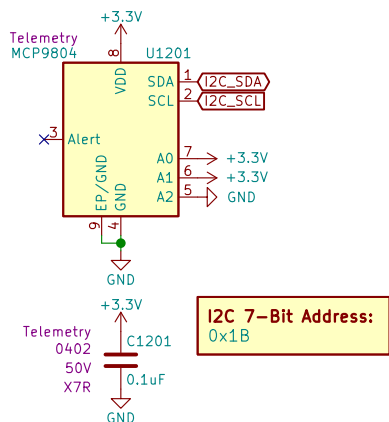 +3.3V
Telemetry
MCP9804 8 U1201
VDD SDA 1 I2C_SDA
SCL 2 I2C_SCL
3 Alert
A0 7 +3.3V
A1 6 +3.3V
EP/GND GND A2 5 GND
9 4
GND
+3.3V
Telemetry C1201
0402
50V
X7R 0.1uF
GND
I2C 7-Bit Address:
0x1B